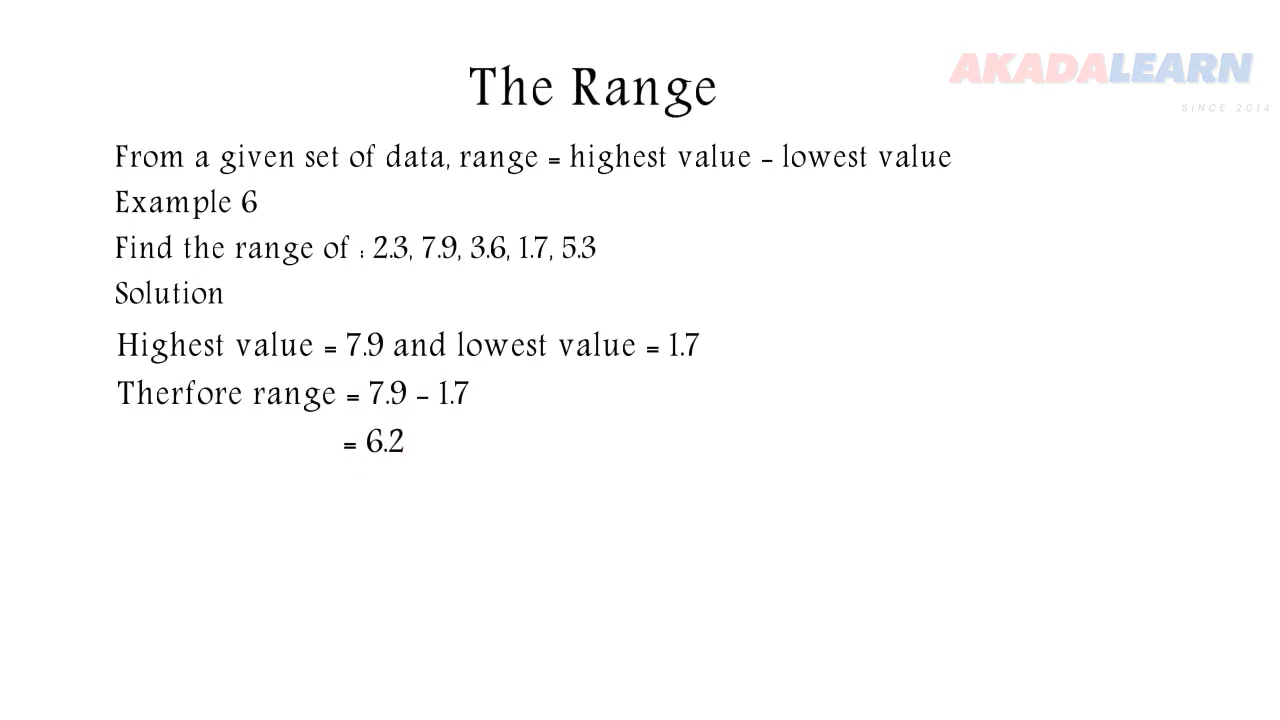 The Range
AKADALEARN
SINCE 2014
From a given set of data, range = highest value – lowest value
Example 6
Find the range of : 2.3, 7.9, 3.6, 1.7, 5.3
Solution
Highest value = 7.9 and lowest value = 1.7
Therfore range = 7.9 – 1.7
= 6.2